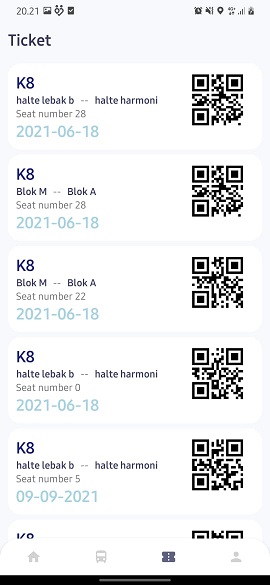 20.21
Ticket
K8
halte lebak b -- halte harmoni
Seat number 28
2021-06-18
K8
Blok M -- Blok A
Seat number 28
2021-06-18
K8
Blok M -- Blok A
Seat number 22
2021-06-18
K8
halte lebak b -- halte harmoni
Seat number 0
2021-06-18
K8
halte lebak b -- halte harmoni
Seat number 5
09-09-2021
K8